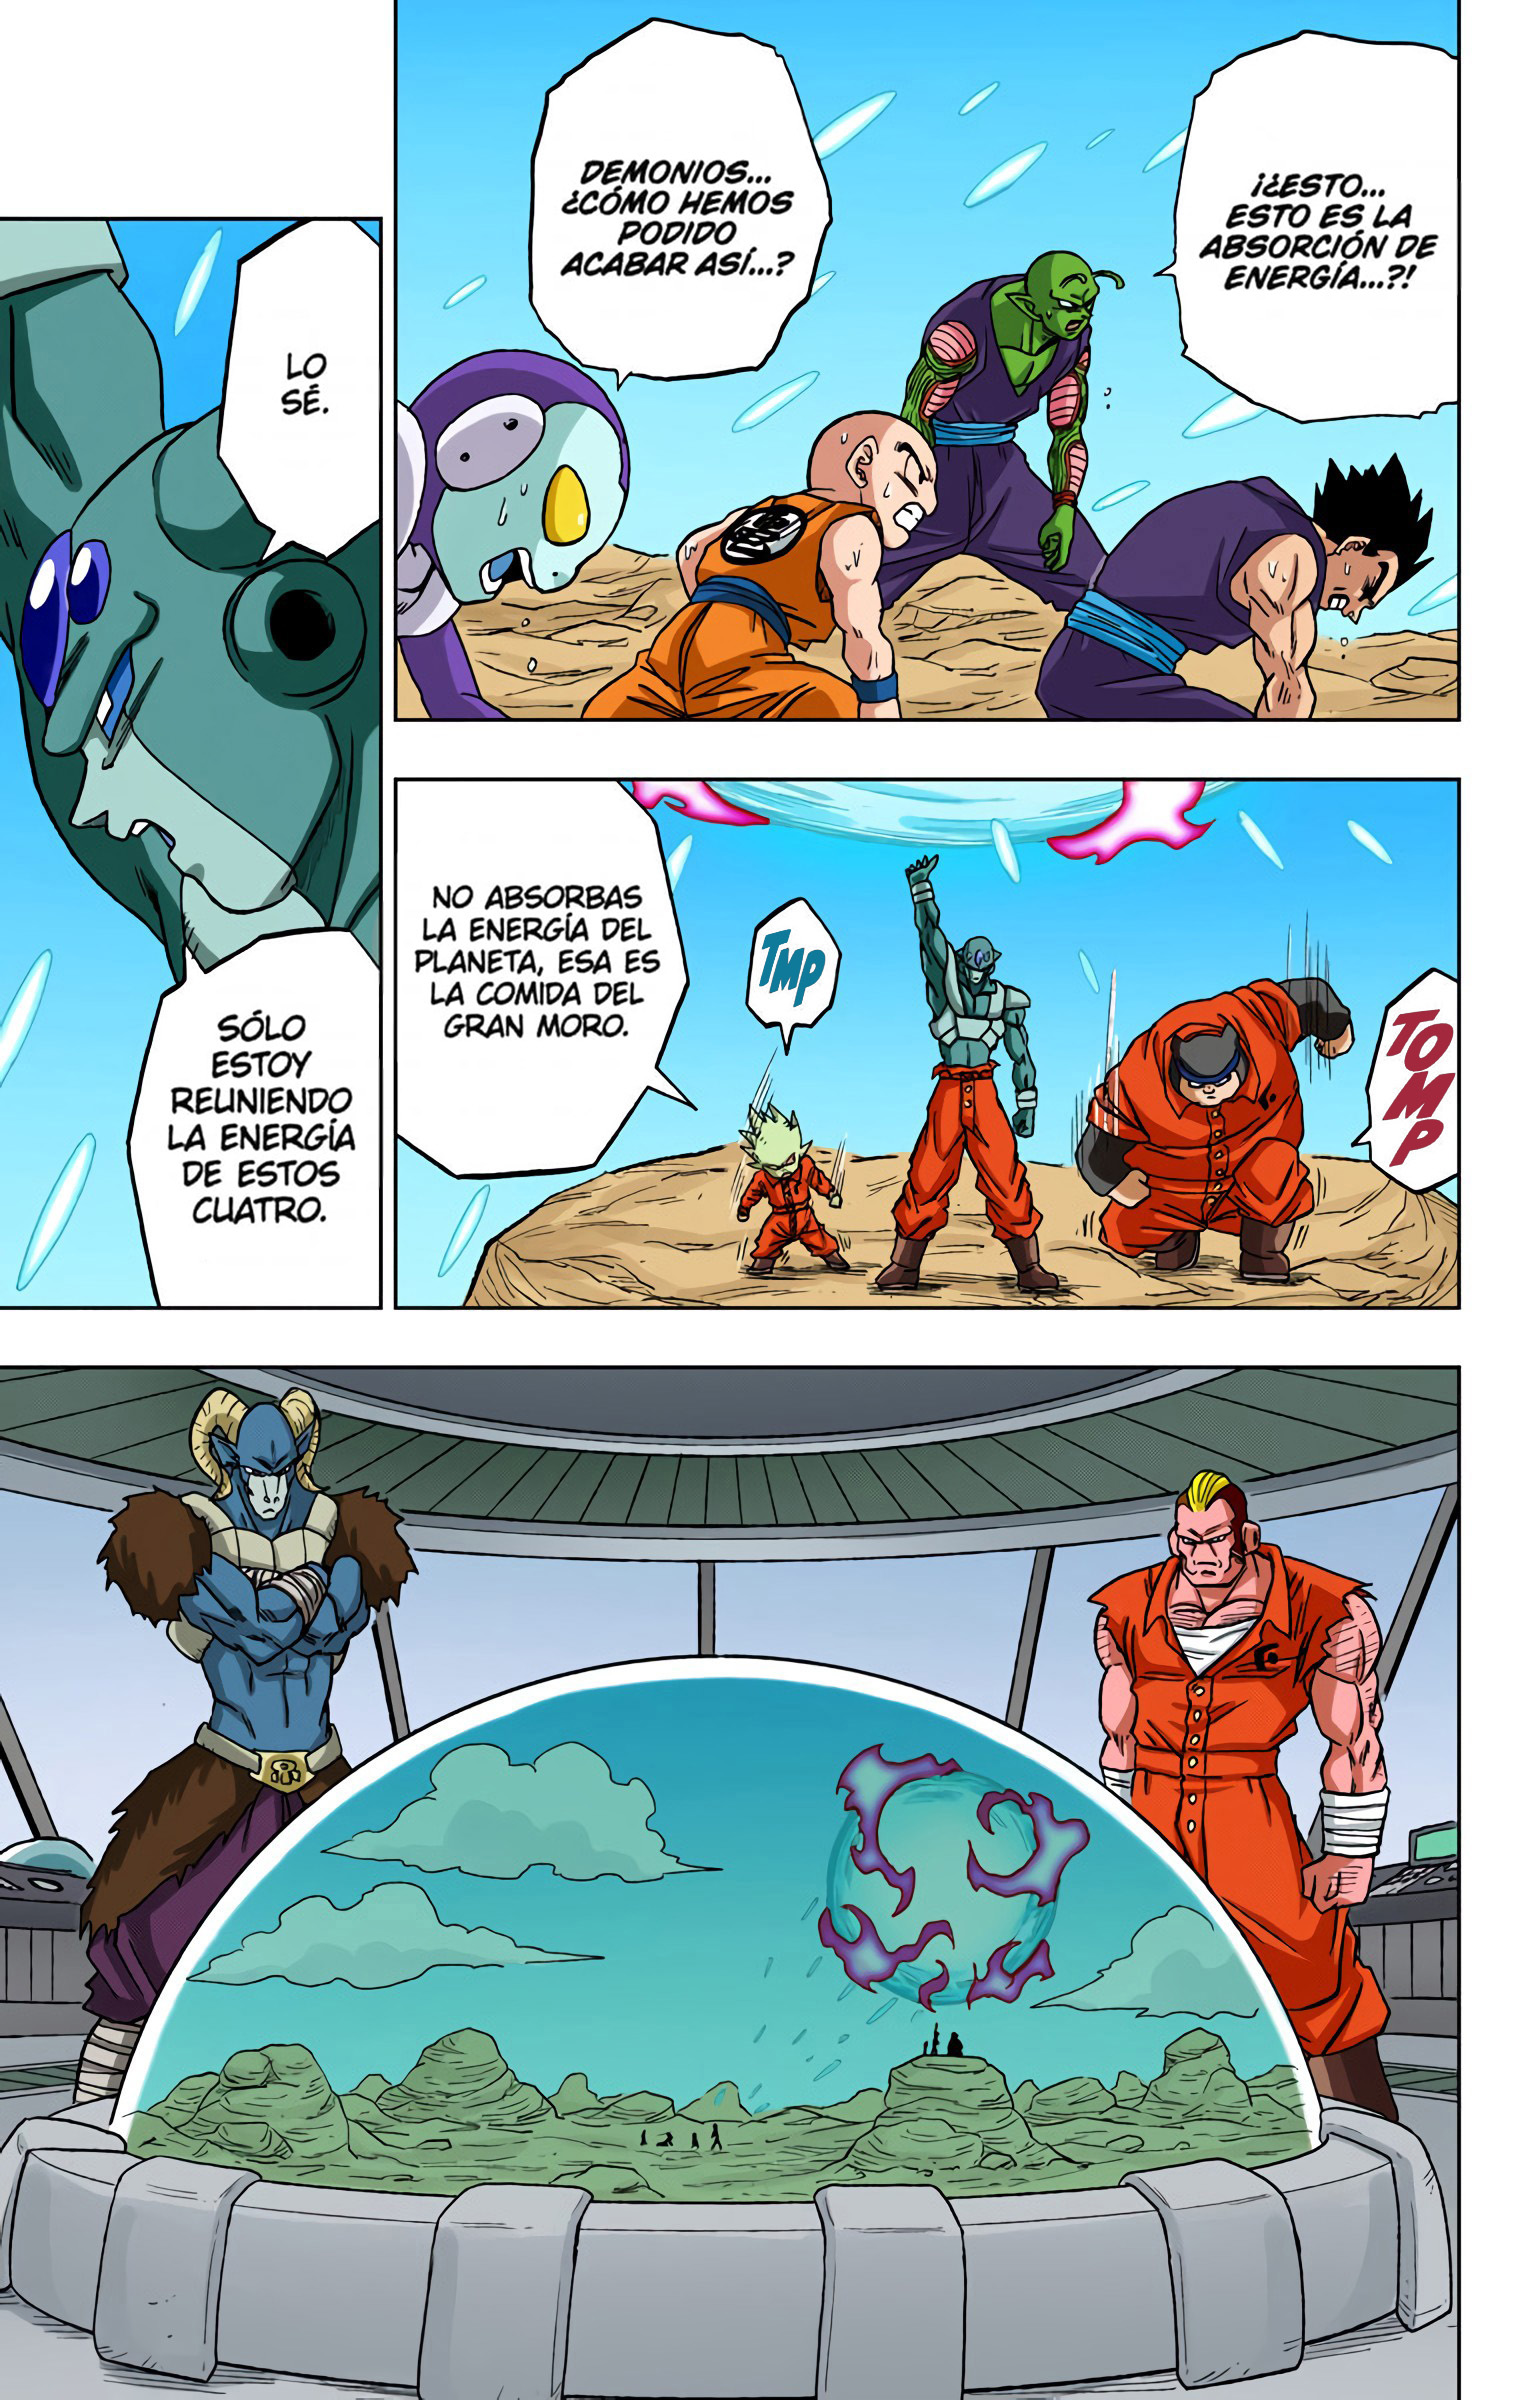 ¡¿ESTO...
ESTO ES LA
ABSORCIÓN DE
ENERGÍA...?!
DEMONIOS...
¿CÓMO HEMOS
PODIDO
ACABAR ASÍ...?
TOMP
TMP
NO ABSORBAS
LA ENERGÍA DEL
PLANETA, ESA ES
LA COMIDA DEL
GRAN MORO.
LO
SÉ.
SÓLO
ESTOY
REUNIENDO
LA ENERGÍA
DE ESTOS
CUATRO.